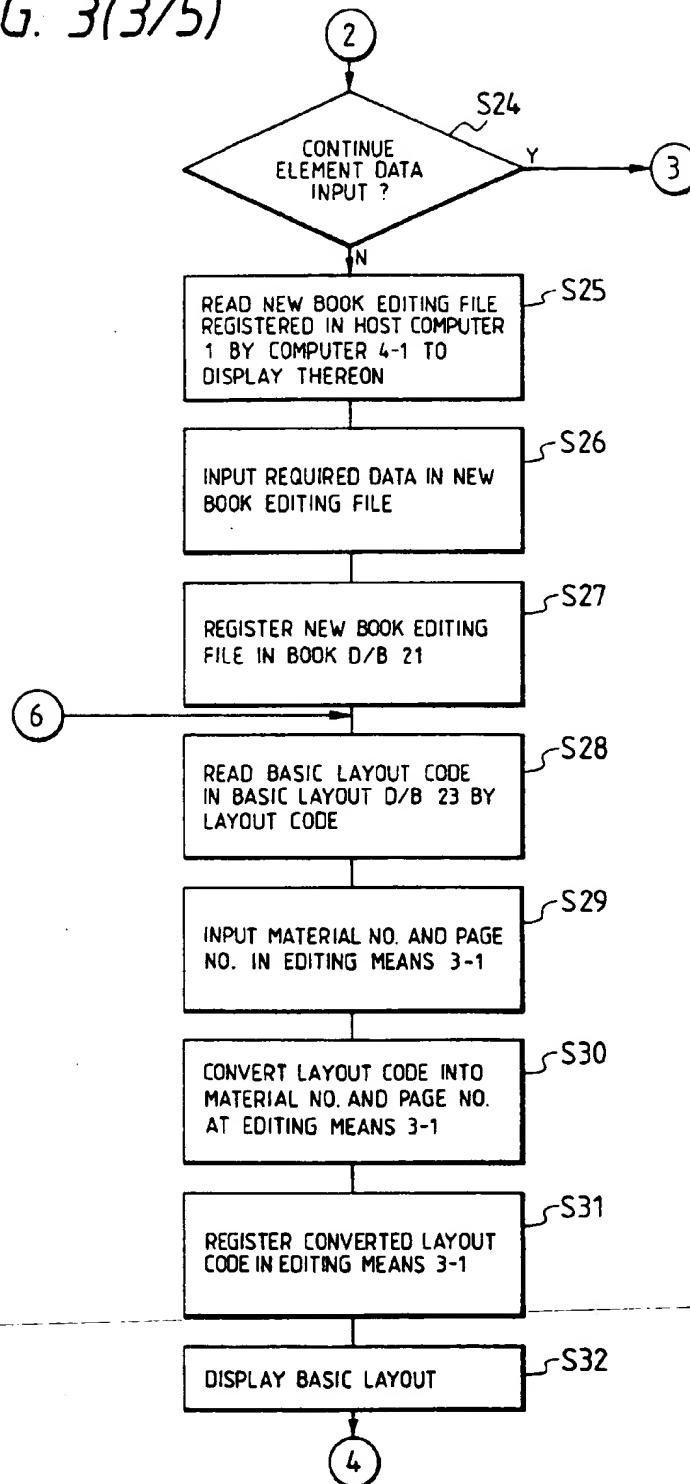 G. 3(3/5)
2
S24
CONTINUE
ELEMENT DATA
INPUT ?
Y
3
N
S25
READ NEW BOOK EDITING FILE
REGISTERED IN HOST COMPUTER
1 BY COMPUTER 4-1 TO
DISPLAY THEREON
S26
INPUT REQUIRED DATA IN NEW
BOOK EDITING FILE
S27
REGISTER NEW BOOK EDITING
FILE IN BOOK D/B 21
6
S28
READ BASIC LAYOUT CODE
IN BASIC LAYOUT D/B 23 BY
LAYOUT CODE
S29
INPUT MATERIAL NO. AND PAGE
NO. IN EDITING MEANS 3-1
S30
CONVERT LAYOUT CODE INTO
MATERIAL NO. AND PAGE NO.
AT EDITING MEANS 3-1
S31
REGISTER CONVERTED LAYOUT
CODE IN EDITING MEANS 3-1
S32
DISPLAY BASIC LAYOUT
4